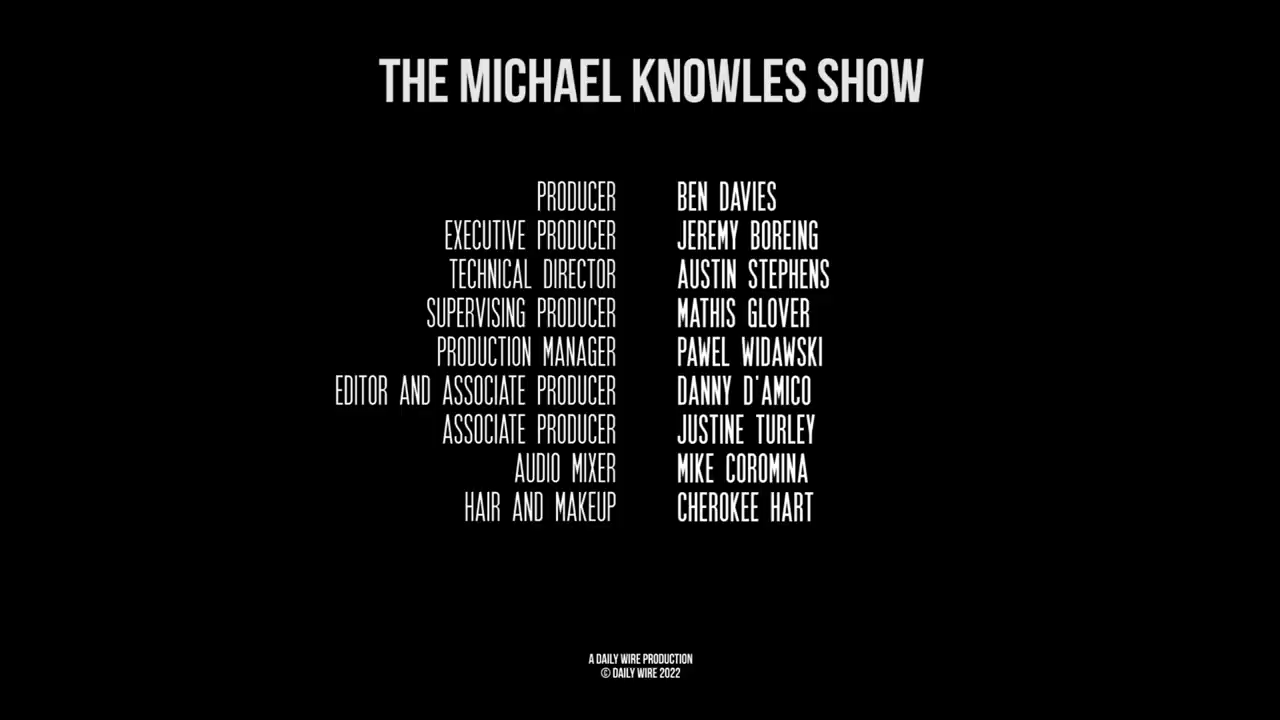 THE MICHAEL KNOWLES SHOW
PRODUCER BEN DAVIES
EXECUTIVE PRODUCER JEREMY BOREING
TECHNICAL DIRECTOR AUSTIN STEPHENS
SUPERVISING PRODUCER MATHIS GLOVER
PRODUCTION MANAGER PAWEL WIDAWSKI
EDITOR AND ASSOCIATE PRODUCER DANNY D'AMICO
ASSOCIATE PRODUCER JUSTINE TURLEY
AUDIO MIXER MIKE COROMINA
HAIR AND MAKEUP CHEROKEE HART
A DAILY WIRE PRODUCTION
© DAILY WIRE 2022